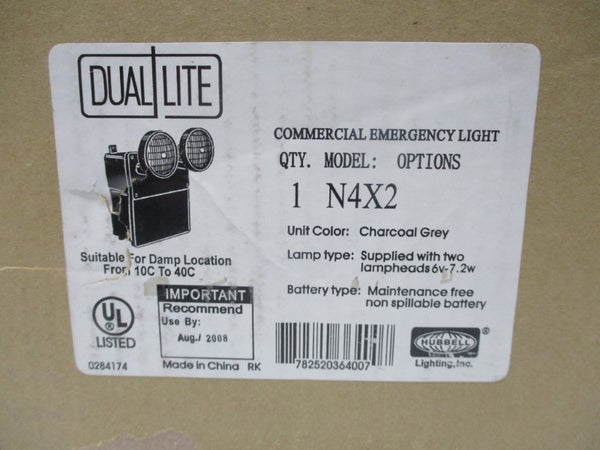 DUAL LITE
COMMERCIAL EMERGENCY LIGHT
QTY. MODEL: OPTIONS
1 N4X2
Unit Color: Charcoal Grey
Lamp type: Supplied with two
lampheads 6v-7.2w
Battery type: Maintenance free
non spillable battery
Suitable For Damp Location
From 10C To 40C
UL
LISTED
0284174
IMPORTANT
Recommend
Use By:
Aug./ 2008
Made in China RK
782520364007
HUBBELL
®
Lighting, Inc.